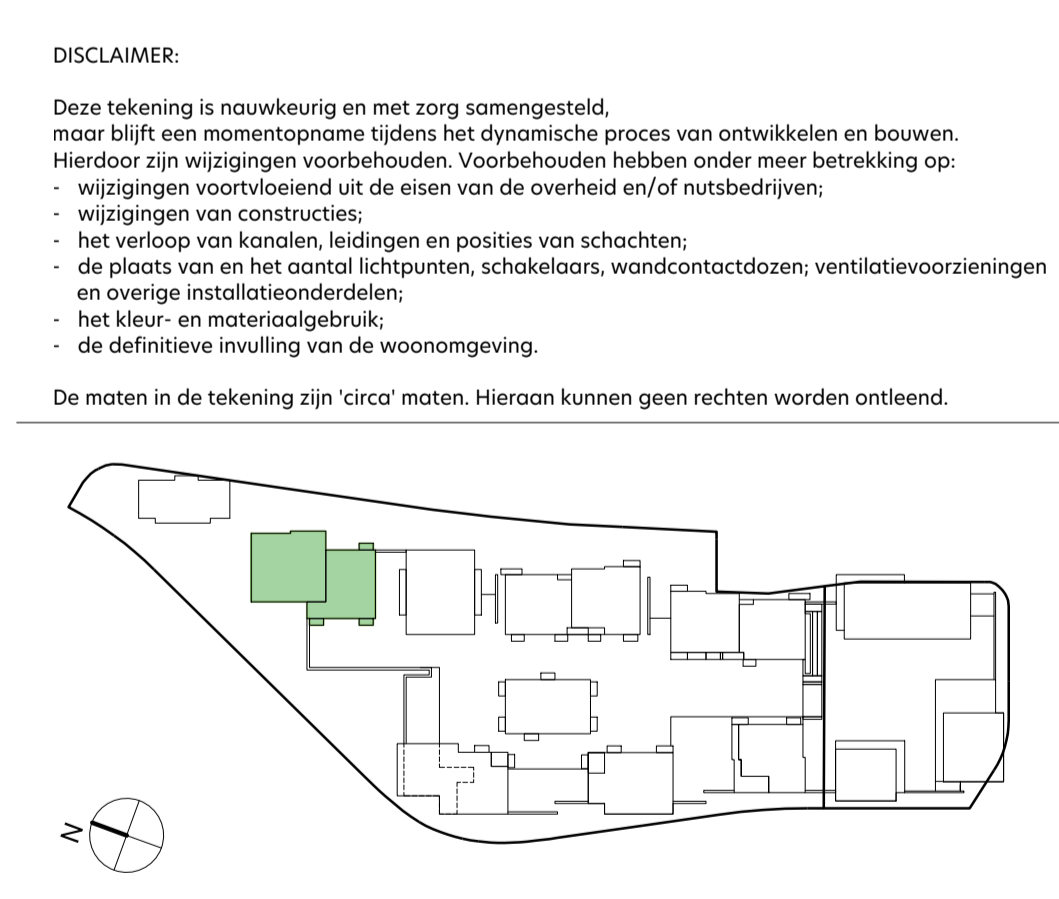 DISCLAIMER:
Deze tekening is nauwkeurig en met zorg samengesteld,
maar blijft een momentopname tijdens het dynamische proces van ontwikkelen en bouwen.
Hierdoor zijn wijzigingen voorbehouden. Voorbehouden hebben onder meer betrekking op:
- wijzigingen voortvloeiend uit de eisen van de overheid en/of nutsbedrijven;
- wijzigingen van constructies;
- het verloop van kanalen, leidingen en posities van schachten;
- de plaats van en het aantal lichtpunten, schakelaars, wandcontactdozen; ventilatievoorzieningen
en overige installatieonderdelen;
- het kleur- en materiaalgebruik;
- de definitieve invulling van de woonomgeving.
De maten in de tekening zijn 'circa' maten. Hieraan kunnen geen rechten worden ontleend.
N